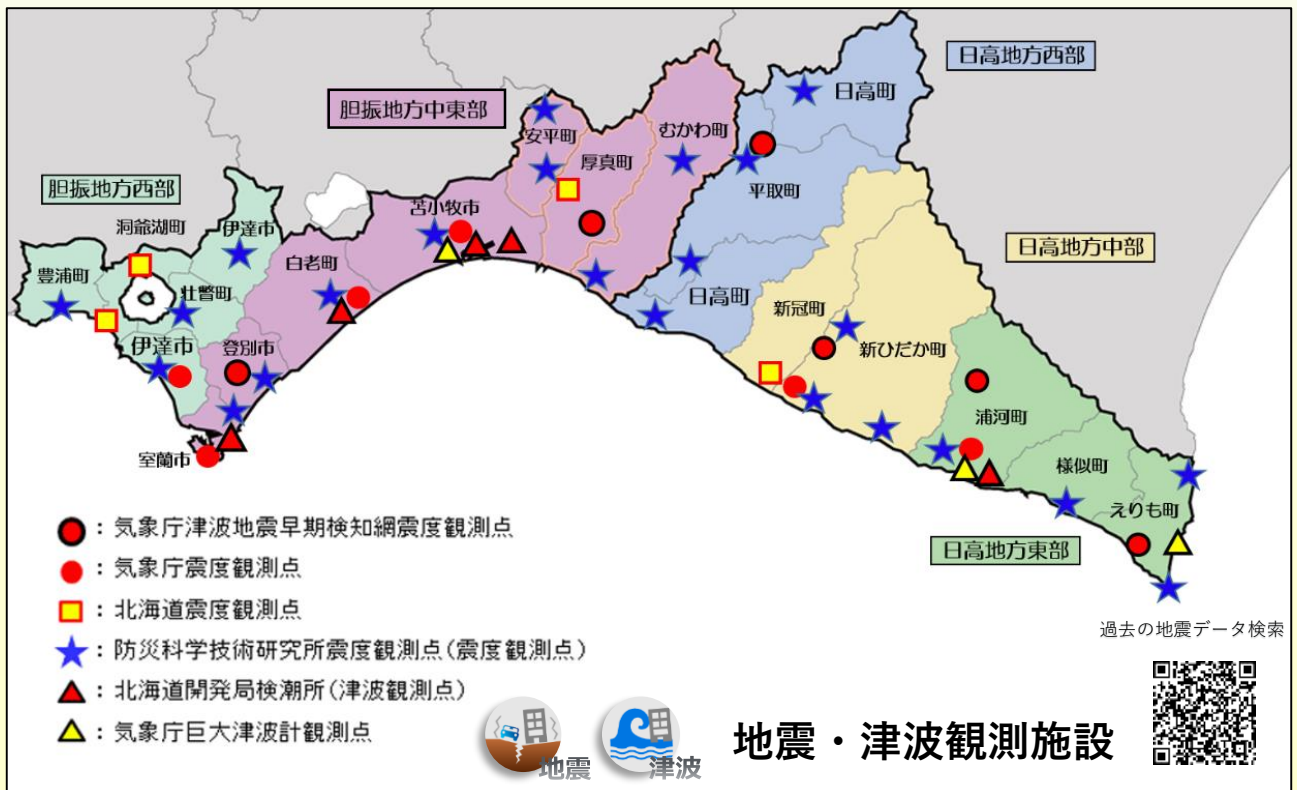 日高地方西部
日高町
胆振地方中東部
安平町
むかわ町
厚真町
平取町
胆振地方西部
洞爺湖町
伊達市
苫小牧市
日高地方中部
豊浦町
壮瞥町
白老町
日高町
新冠町
伊達市
登別市
新ひだか町
浦河町
室蘭市
様似町
えりも町
日高地方東部
：気象庁津波地震早期検知網震度観測点
：気象庁震度観測点
：北海道震度観測点
：防災科学技術研究所震度観測点(震度観測点)
：北海道開発局検潮所(津波観測点)
：気象庁巨大津波計観測点
過去の地震データ検索
地震
津波
地震・津波観測施設